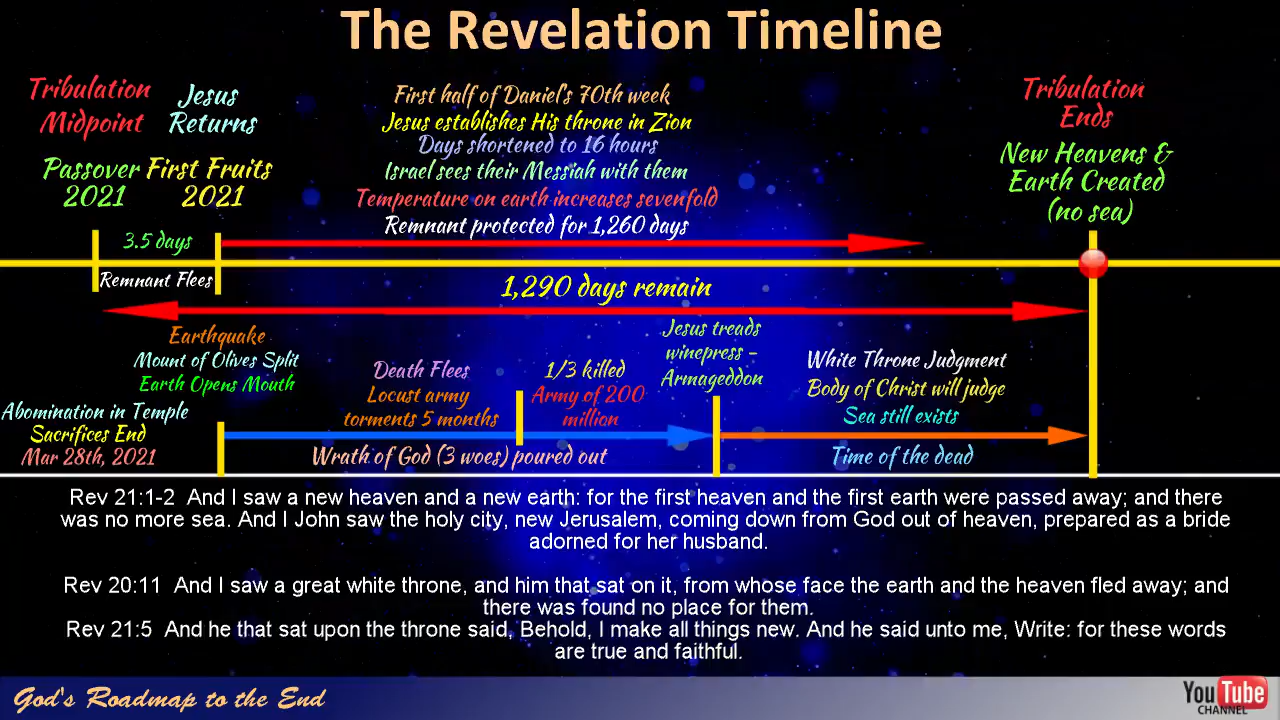 The Revelation Timeline
Tribulation
Midpoint
Jesus
Returns
Passover
2021
First Fruits
2021
First half of Daniel's 70th week
Jesus establishes His throne in Zion
Days shortened to 16 hours
Israel sees their Messiah with them
Temperature on earth increases sevenfold
Remnant protected for 1,260 days
Tribulation
Ends
New Heavens &
Earth Created
(no sea)
3.5 days
Remnant Flees
1,290 days remain
Earthquake
Mount of Olives Split
Earth Opens Mouth
Abomination in Temple
Sacrifices End
Mar 28th, 2021
Death Flees
Locust army
torments 5 months
1/3 killed
Army of 200
million
Jesus treads
winepress -
Armageddon
White Throne Judgment
Body of Christ will judge
Sea still exists
Wrath of God (3 woes) poured out
Time of the dead
Rev 21:1-2 And I saw a new heaven and a new earth: for the first heaven and the first earth were passed away; and there
was no more sea. And I John saw the holy city, new Jerusalem, coming down from God out of heaven, prepared as a bride
adorned for her husband.
Rev 20:11 And I saw a great white throne, and him that sat on it, from whose face the earth and the heaven fled away; and
there was found no place for them.
Rev 21:5 And he that sat upon the throne said, Behold, I make all things new. And he said unto me, Write: for these words
are true and faithful.
God's Roadmap to the End
YouTube
CHANNEL